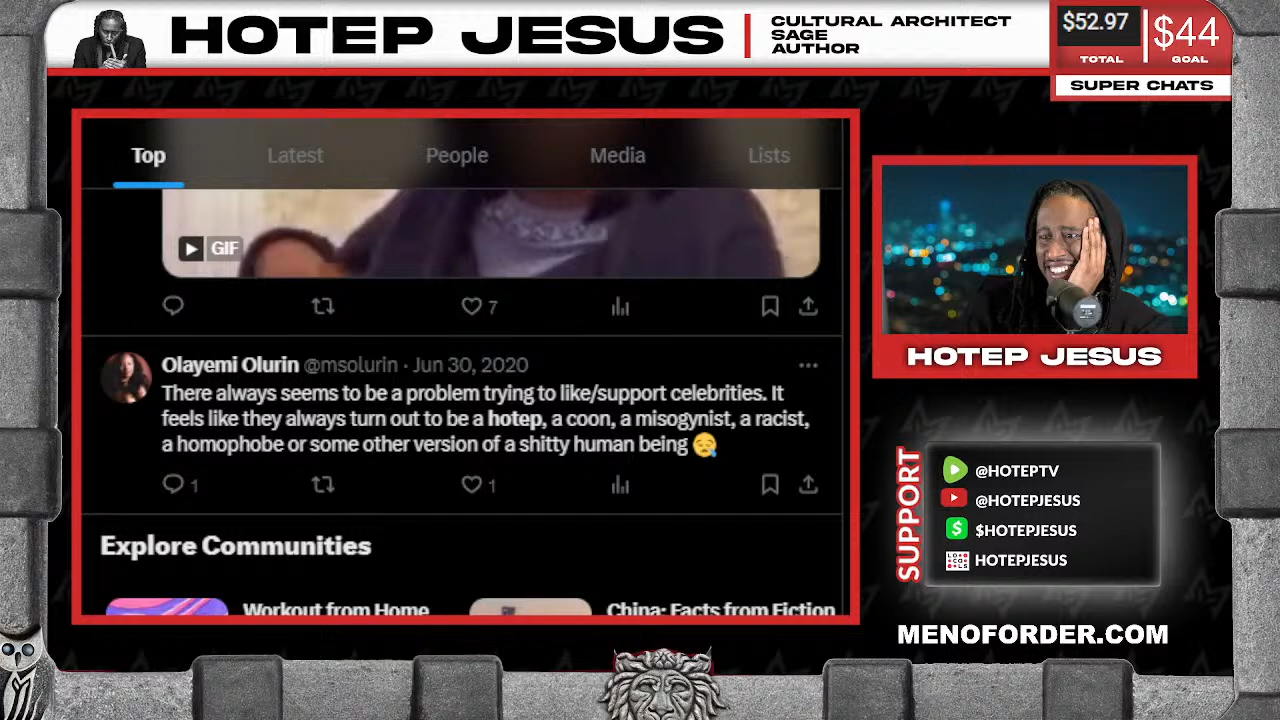 HOTEP JESUS
CULTURAL ARCHITECT
SAGE
AUTHOR
$52.97
TOTAL
$44
GOAL
SUPER CHATS
Top
Latest
People
Media
Lists
GIF
7
Olayemi Olurin @msolurin · Jun 30, 2020
There always seems to be a problem trying to like/support celebrities. It
feels like they always turn out to be a hotep, a coon, a misogynist, a racist,
a homophobe or some other version of a shitty human being 😪
1
1
Explore Communities
Workout from Home
China: Facts from Fiction
HOTEP JESUS
SUPPORT
@HOTEPTV
@HOTEPJESUS
$HOTEPJESUS
HOTEPJESUS
MENOFORDER.COM